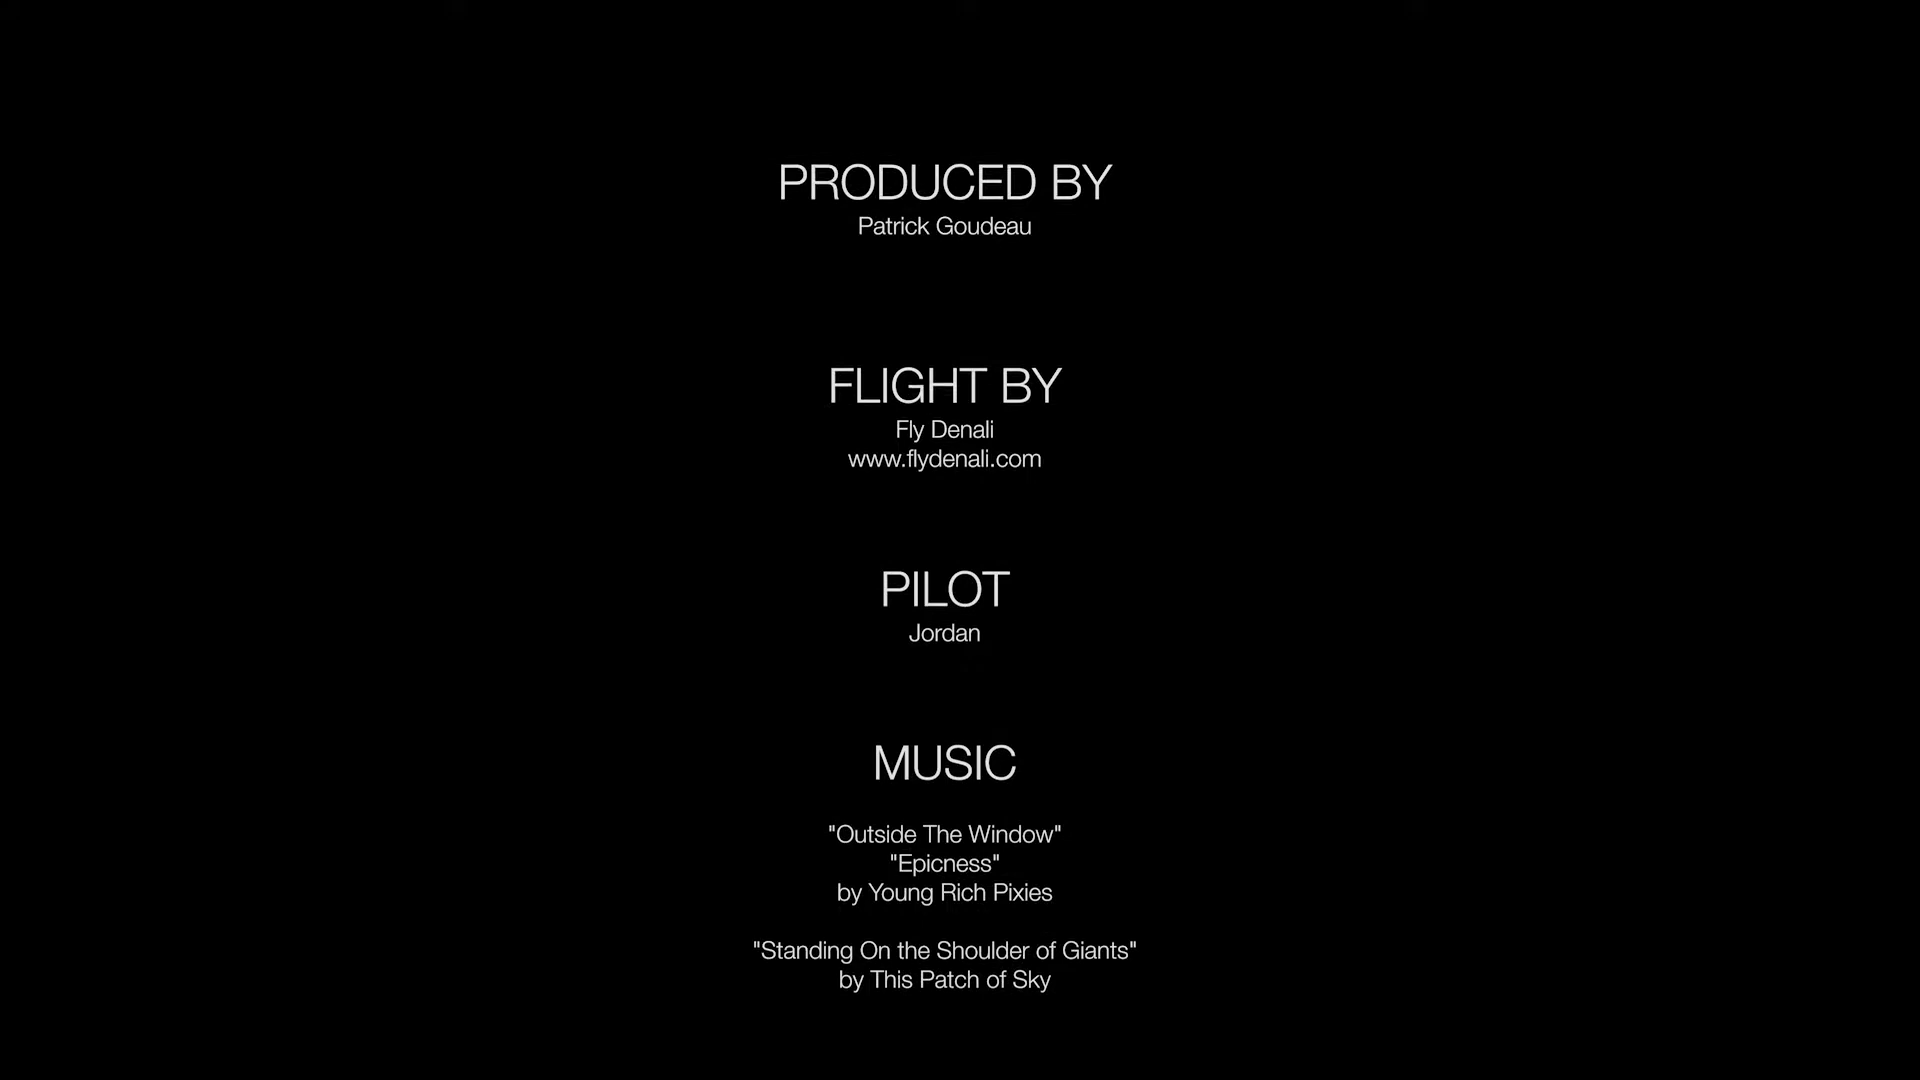 PRODUCED BY
Patrick Goudeau
FLIGHT BY
Fly Denali
www.flydenali.com
PILOT
Jordan
MUSIC
"Outside The Window"
"Epicness"
by Young Rich Pixies
"Standing On the Shoulder of Giants"
by This Patch of Sky